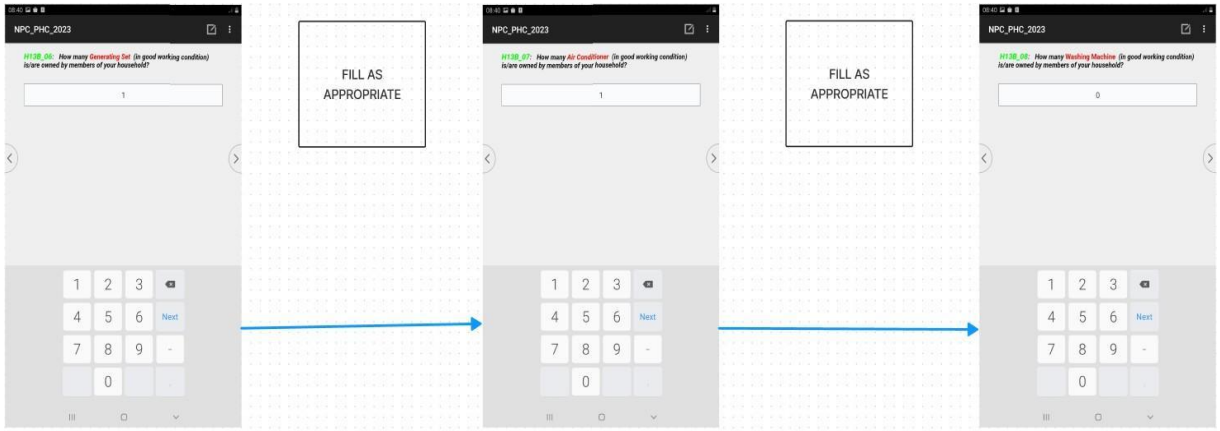 08:40
NPC_PHC_2023
H13B_06: How many Generating Set (in good working condition)
is/are owned by members of your household?
1
1 2 3
4 5 6 Next
7 8 9 -
0 .
FILL AS
APPROPRIATE
08:40
NPC_PHC_2023
H13B_07: How many Air Conditioner (in good working condition)
is/are owned by members of your household?
1
1 2 3
4 5 6 Next
7 8 9 -
0 .
FILL AS
APPROPRIATE
08:40
NPC_PHC_2023
H13B_08: How many Washing Machine (in good working condition)
is/are owned by members of your household?
0
1 2 3
4 5 6 Next
7 8 9 -
0 .